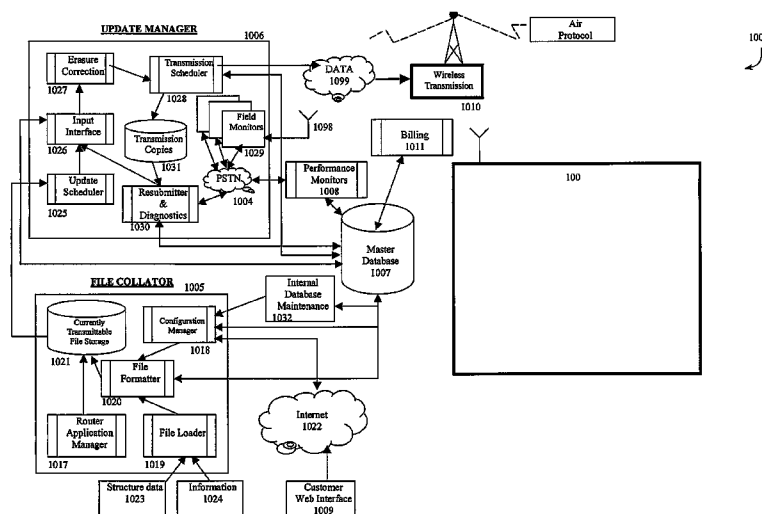 UPDATE MANAGER
1006
Air
Protocol
100
Erasure
Correction
1027
Transmission
Scheduler
1028
DATA
1099
Wireless
Transmission
1010
Field
Monitors
1029
1098
Input
Interface
1026
Transmission
Copies
1031
Billing
1011
Update
Scheduler
1025
PSTN
1004
Performance
Monitors
1008
Resubmitter
&
Diagnostics
1030
100
Master
Database
1007
FILE COLLATOR
1005
Internal
Database
Maintenance
1032
Currently
Transmittable
File Storage
1021
Configuration
Manager
1018
File
Formatter
1020
Internet
1022
Router
Application
Manager
1017
File Loader
1019
Structure data
1023
Information
1024
Customer
Web Interface
1009